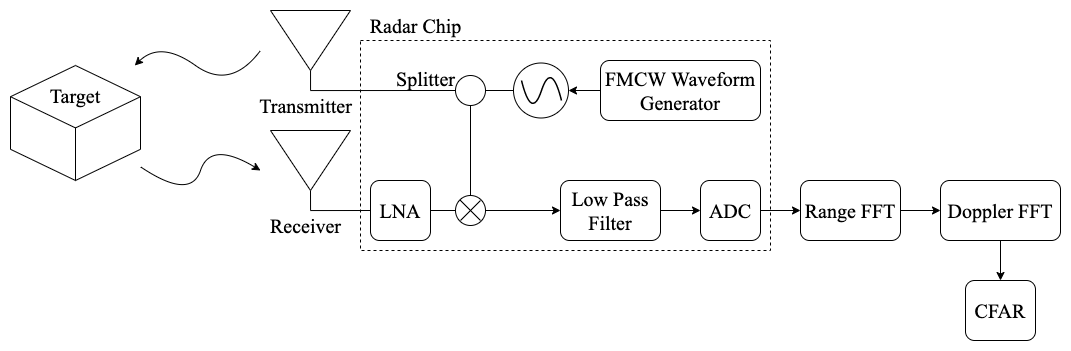 Radar Chip
Target
Splitter
FMCW Waveform
Generator
Transmitter
LNA
Low Pass
Filter
ADC
Range FFT
Doppler FFT
Receiver
CFAR